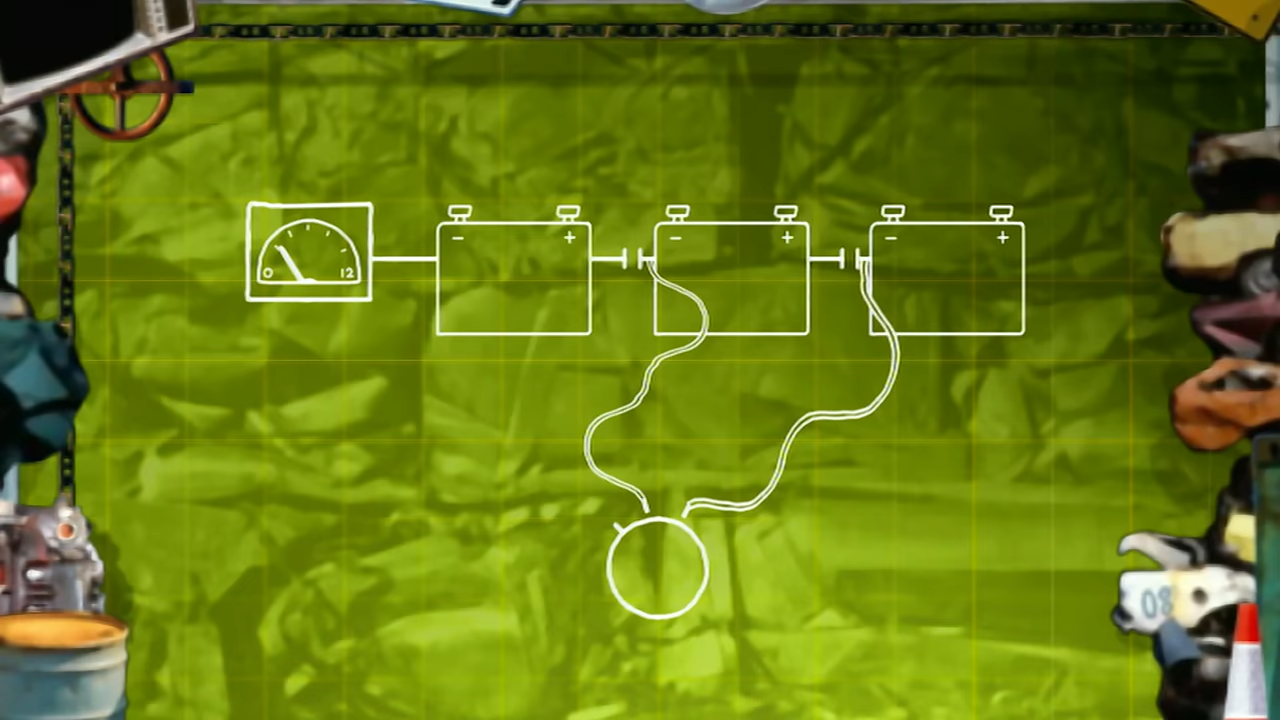 0 12
- + - + - +
08